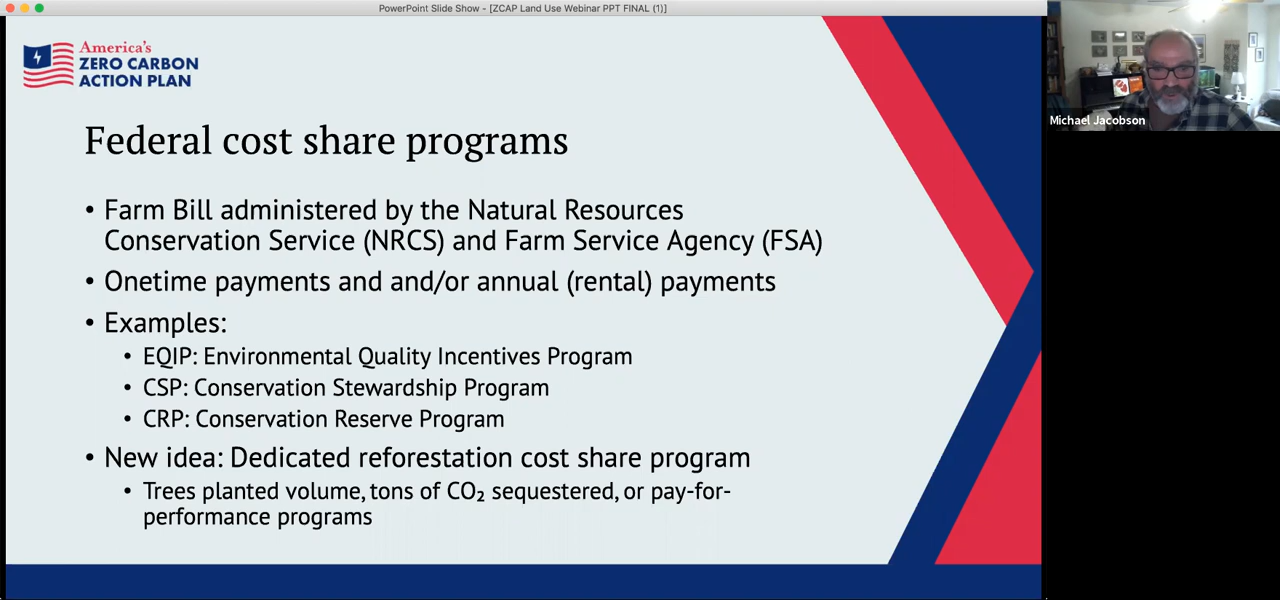 PowerPoint Slide Show - [ZCAP Land Use Webinar PPT FINAL (1)]
America's
ZERO CARBON
ACTION PLAN
Michael Jacobson
Federal cost share programs
• Farm Bill administered by the Natural Resources
Conservation Service (NRCS) and Farm Service Agency (FSA)
• Onetime payments and and/or annual (rental) payments
• Examples:
• EQIP: Environmental Quality Incentives Program
• CSP: Conservation Stewardship Program
• CRP: Conservation Reserve Program
• New idea: Dedicated reforestation cost share program
• Trees planted volume, tons of CO₂ sequestered, or pay-for-
performance programs